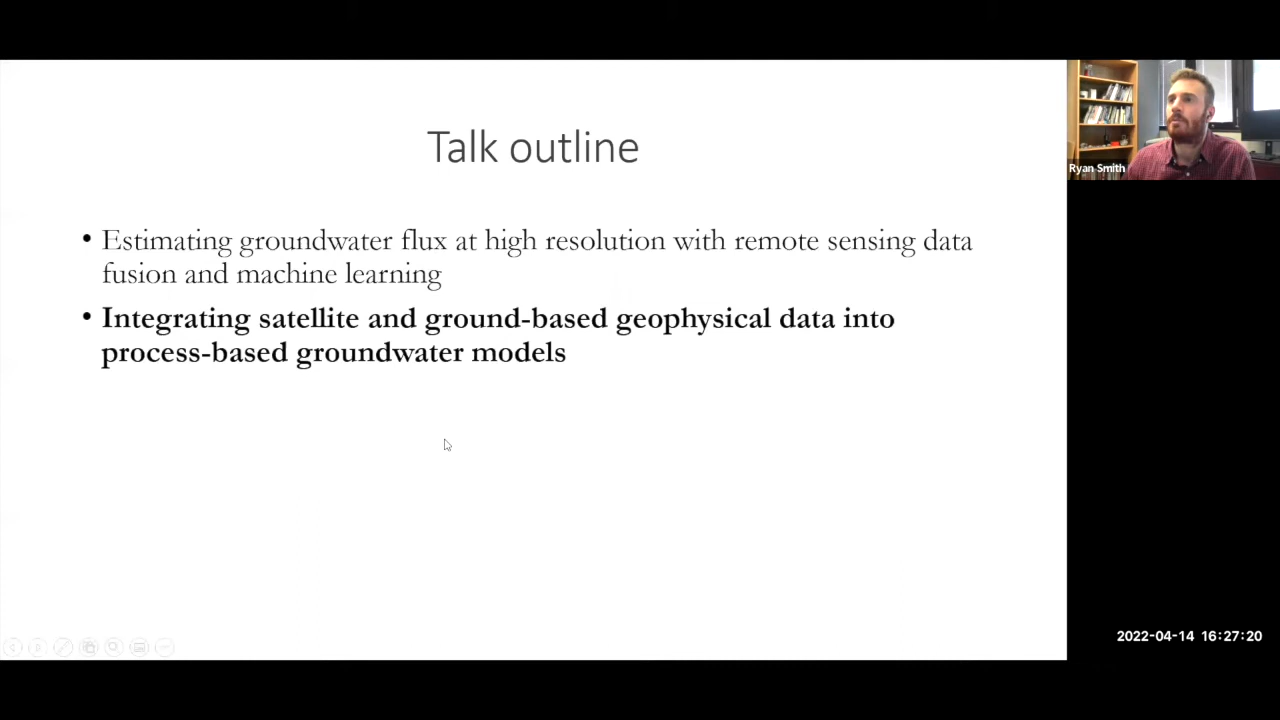 Talk outline
• Estimating groundwater flux at high resolution with remote sensing data
fusion and machine learning
• Integrating satellite and ground-based geophysical data into
process-based groundwater models
Ryan Smith
2022-04-14 16:27:20